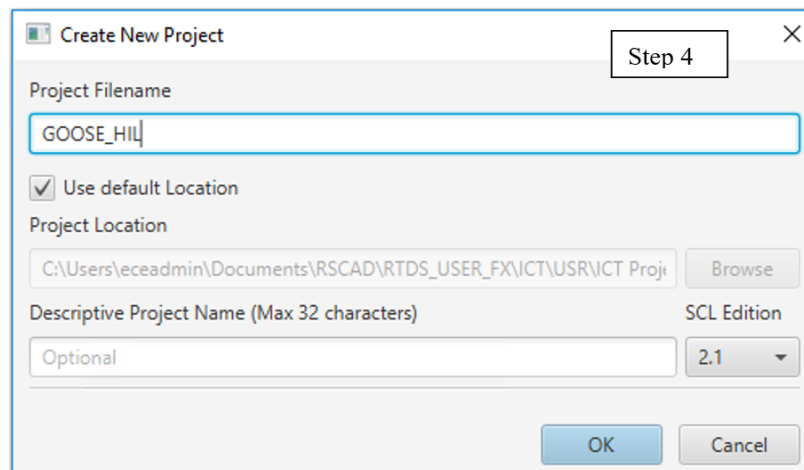 Create New Project
Step 4
Project Filename
GOOSE_HIL
Use default Location
Project Location
C:\Users\eceadmin\Documents\RSCAD\RTDS_USER_FX\ICT\USR\ICT Proje Browse
Descriptive Project Name (Max 32 characters) SCL Edition
Optional 2.1
OK Cancel